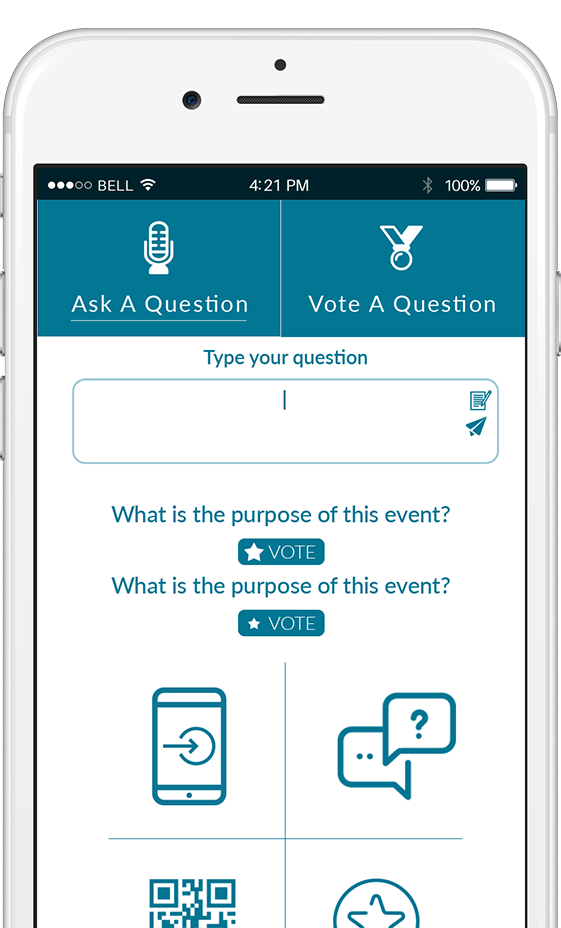 BELL 4:21 PM 100%
Ask A Question Vote A Question
Type your question
What is the purpose of this event?
VOTE
What is the purpose of this event?
VOTE
?